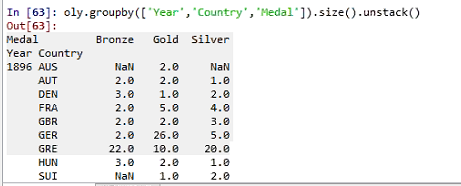 In [63]: oly.groupby(['Year','Country','Medal']).size().unstack()
Out[63]:
Medal Bronze Gold Silver
Year Country
1896 AUS NaN 2.0 NaN
AUT 2.0 2.0 1.0
DEN 3.0 1.0 2.0
FRA 2.0 5.0 4.0
GBR 2.0 2.0 3.0
GER 2.0 26.0 5.0
GRE 22.0 10.0 20.0
HUN 3.0 2.0 1.0
SUI NaN 1.0 2.0